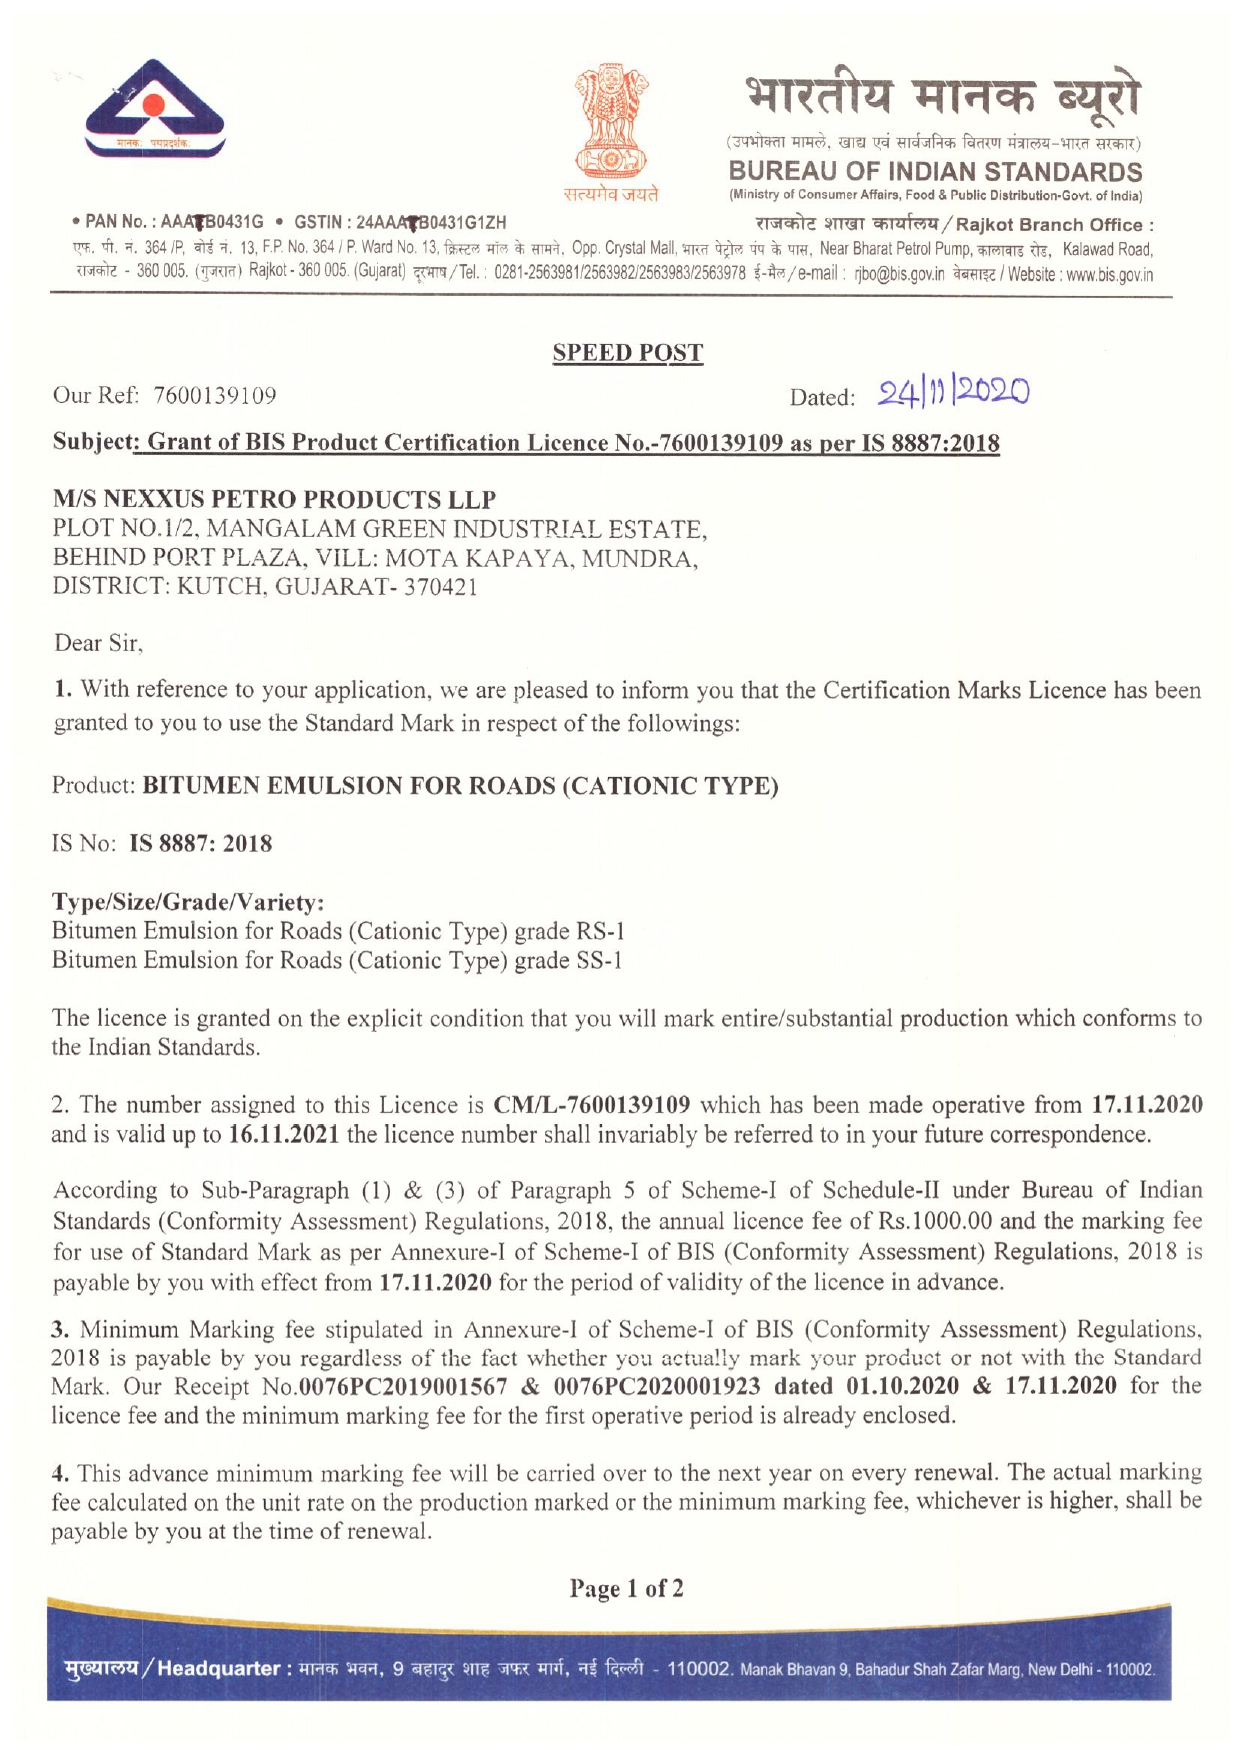 मानकः पथप्रदर्शकः
सत्यमेव जयते
भारतीय मानक ब्यूरो
(उपभोक्ता मामले, खाद्य एवं सार्वजनिक वितरण मंत्रालय-भारत सरकार)
BUREAU OF INDIAN STANDARDS
(Ministry of Consumer Affairs, Food & Public Distribution-Govt. of India)
• PAN No. : AAATB0431G • GSTIN : 24AAATB0431G1ZH
राजकोट शाखा कार्यालय / Rajkot Branch Office :
एफ. पी. नं. 364 /P, वोर्ड नं. 13, F.P. No. 364 / P. Ward No. 13, क्रिस्टल मॉल के सामने, Opp. Crystal Mall, भारत पेट्रोल पंप के पास, Near Bharat Petrol Pump, कालावाड रोड, Kalawad Road,
राजकोट - 360 005. (गुजरात) Rajkot - 360 005. (Gujarat) दूरभाष / Tel. : 0281-2563981/2563982/2563983/2563978 ई-मैल / e-mail : rjbo@bis.gov.in वेबसाइट / Website : www.bis.gov.in
SPEED POST
Our Ref: 7600139109 Dated: 24/11/2020
Subject: Grant of BIS Product Certification Licence No.-7600139109 as per IS 8887:2018
M/S NEXXUS PETRO PRODUCTS LLP
PLOT NO.1/2, MANGALAM GREEN INDUSTRIAL ESTATE,
BEHIND PORT PLAZA, VILL: MOTA KAPAYA, MUNDRA,
DISTRICT: KUTCH, GUJARAT- 370421
Dear Sir,
1. With reference to your application, we are pleased to inform you that the Certification Marks Licence has been
granted to you to use the Standard Mark in respect of the followings:
Product: BITUMEN EMULSION FOR ROADS (CATIONIC TYPE)
IS No: IS 8887: 2018
Type/Size/Grade/Variety:
Bitumen Emulsion for Roads (Cationic Type) grade RS-1
Bitumen Emulsion for Roads (Cationic Type) grade SS-1
The licence is granted on the explicit condition that you will mark entire/substantial production which conforms to
the Indian Standards.
2. The number assigned to this Licence is CM/L-7600139109 which has been made operative from 17.11.2020
and is valid up to 16.11.2021 the licence number shall invariably be referred to in your future correspondence.
According to Sub-Paragraph (1) & (3) of Paragraph 5 of Scheme-I of Schedule-II under Bureau of Indian
Standards (Conformity Assessment) Regulations, 2018, the annual licence fee of Rs.1000.00 and the marking fee
for use of Standard Mark as per Annexure-I of Scheme-I of BIS (Conformity Assessment) Regulations, 2018 is
payable by you with effect from 17.11.2020 for the period of validity of the licence in advance.
3. Minimum Marking fee stipulated in Annexure-I of Scheme-I of BIS (Conformity Assessment) Regulations,
2018 is payable by you regardless of the fact whether you actually mark your product or not with the Standard
Mark. Our Receipt No.0076PC2019001567 & 0076PC2020001923 dated 01.10.2020 & 17.11.2020 for the
licence fee and the minimum marking fee for the first operative period is already enclosed.
4. This advance minimum marking fee will be carried over to the next year on every renewal. The actual marking
fee calculated on the unit rate on the production marked or the minimum marking fee, whichever is higher, shall be
payable by you at the time of renewal.
Page 1 of 2
मुख्यालय / Headquarter : मानक भवन, 9 बहादुर शाह जफर मार्ग, नई दिल्ली - 110002. Manak Bhavan 9, Bahadur Shah Zafar Marg, New Delhi - 110002.